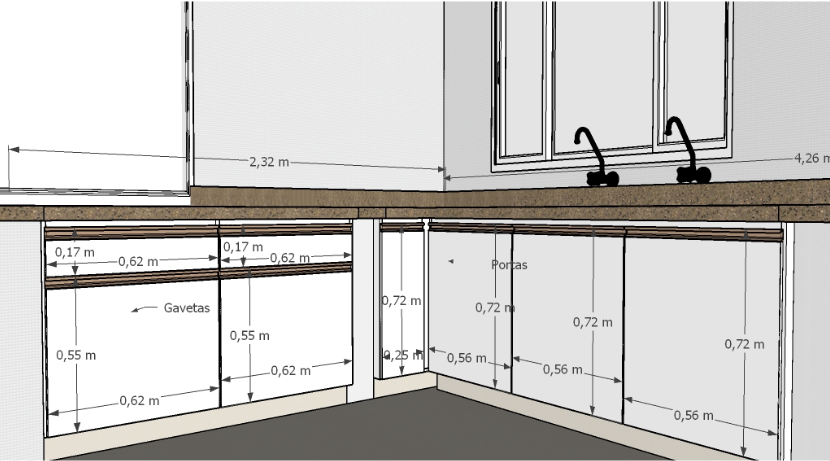 2,32 m
4,26 m
0,17 m
0,17 m
0,62 m
0,62 m
Portas
Gavetas
0,72 m
0,72 m
0,72 m
0,72 m
0,55 m
0,55 m
0,25 m
0,56 m
0,56 m
0,62 m
0,62 m
0,56 m